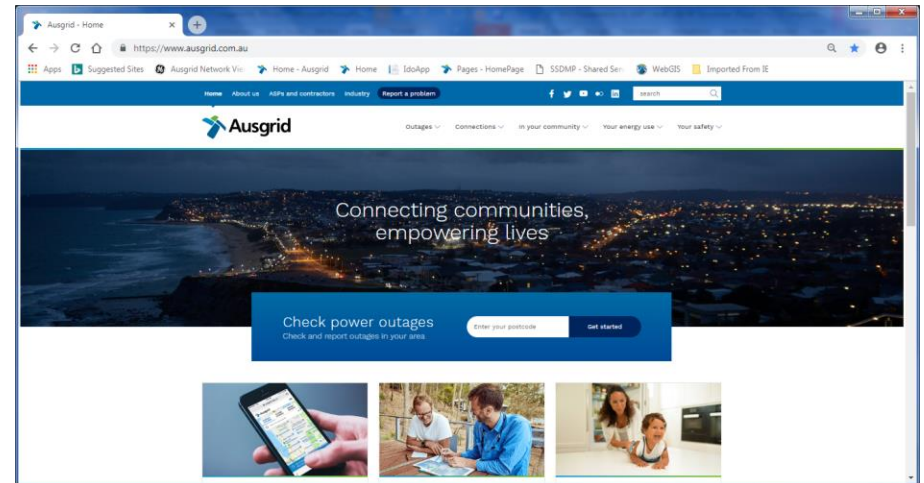 Ausgrid - Home
https://www.ausgrid.com.au
Apps Suggested Sites Ausgrid Network Vie Home - Ausgrid Home IdoApp Pages - HomePage SSDMP - Shared Ser WebGIS Imported From IE
Home About us ASPs and contractors Industry Report a problem search
Ausgrid Outages Connections In your community Your energy use Your safety
Connecting communities,
empowering lives
Check power outages
Check and report outages in your area
Enter your postcode Get started